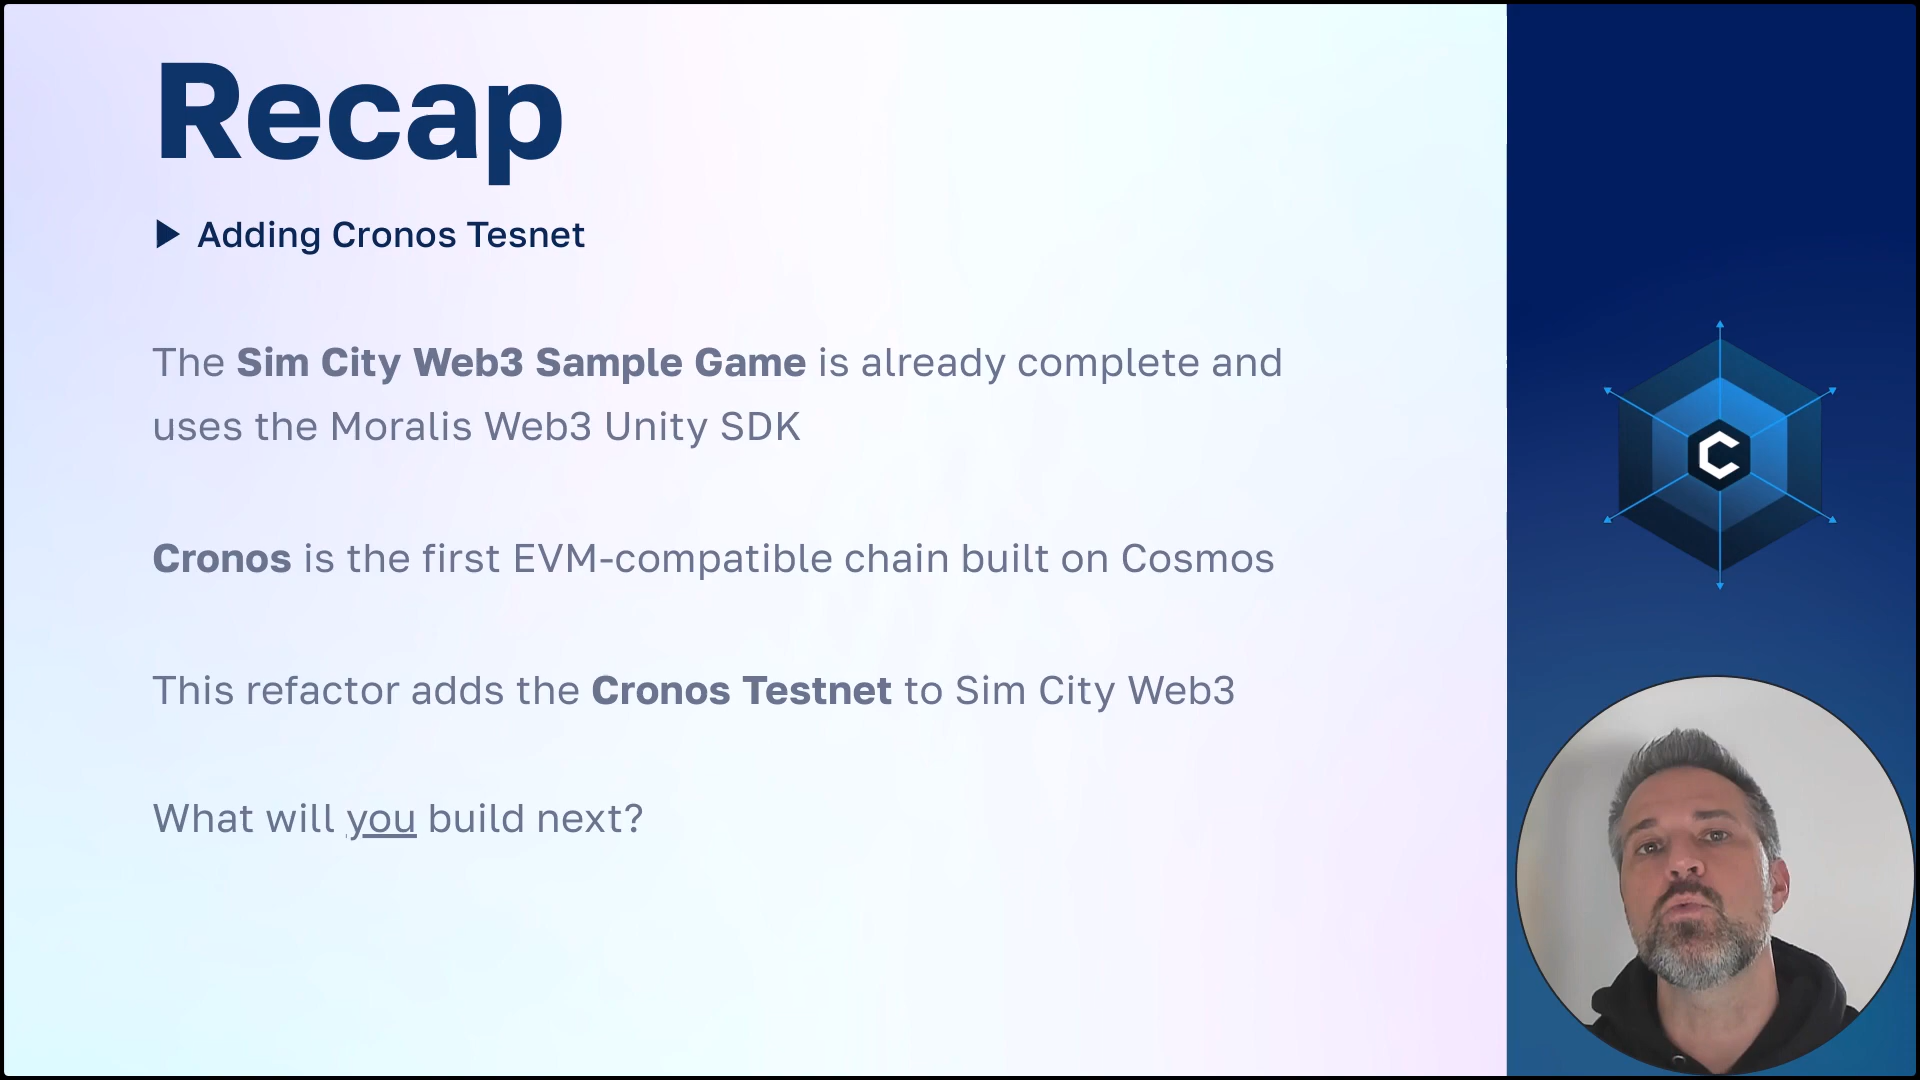 Recap
▶ Adding Cronos Tesnet
The Sim City Web3 Sample Game is already complete and
uses the Moralis Web3 Unity SDK
Cronos is the first EVM-compatible chain built on Cosmos
This refactor adds the Cronos Testnet to Sim City Web3
What will you build next?